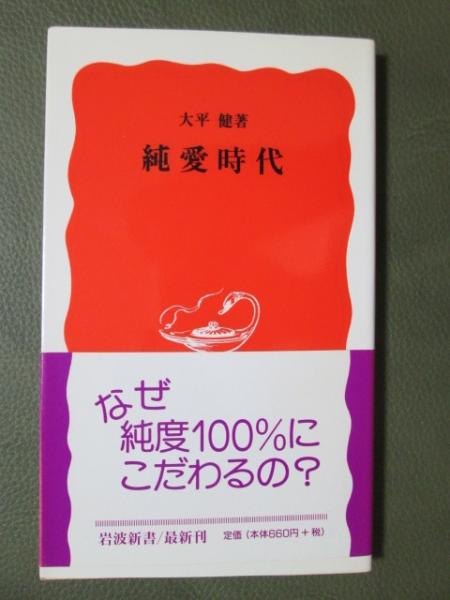 大平 健著
純愛時代
なぜ
純度100%に
こだわるの?
岩波新書/最新刊 定価(本体660円+税)